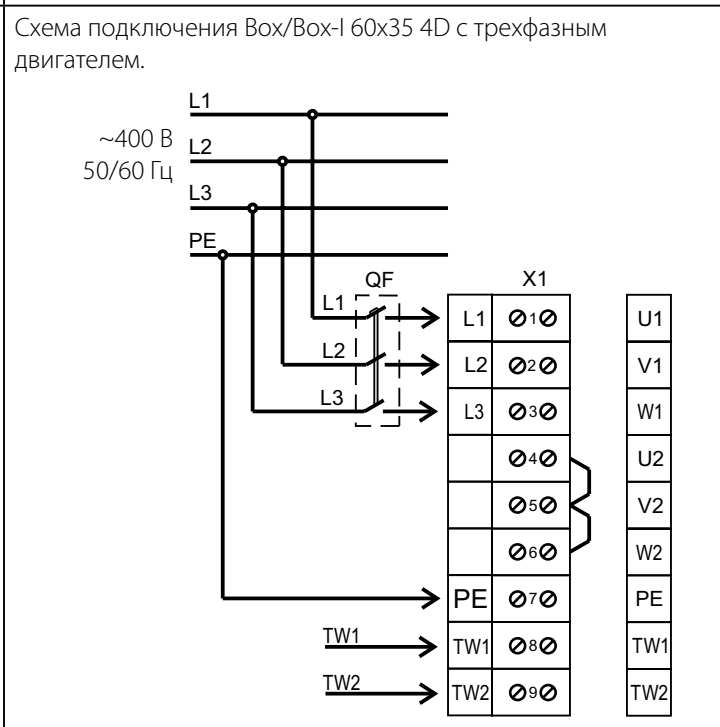 Схема подключения Box/Box-I 60x35 4D с трехфазным
двигателем.
L1
~400 В
L2
50/60 Гц
L3
PE
QF
X1
L1
L1
1
U1
L2
L2
2
V1
L3
L3
3
W1
4
U2
5
V2
6
W2
PE
7
PE
TW1
TW1
8
TW1
TW2
TW2
9
TW2